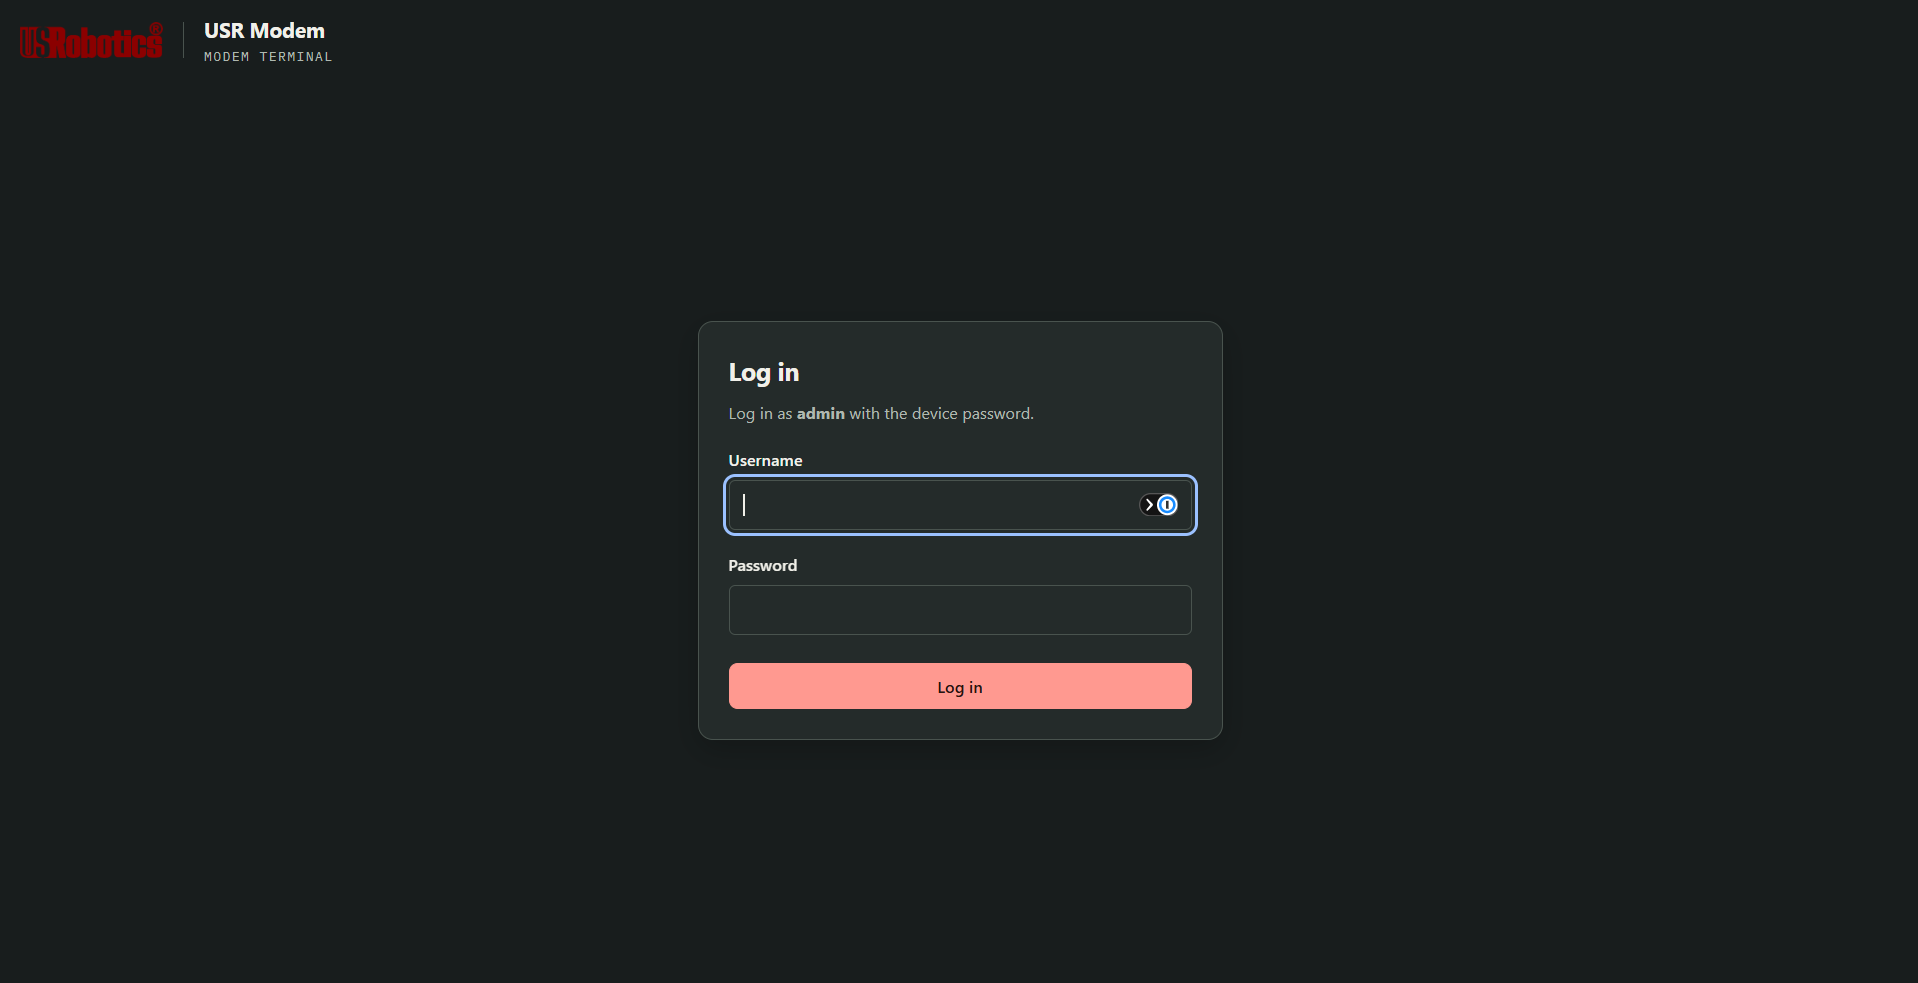 USRobotics®
USR Modem
MODEM TERMINAL
Log in
Log in as admin with the device password.
Username
Password
Log in